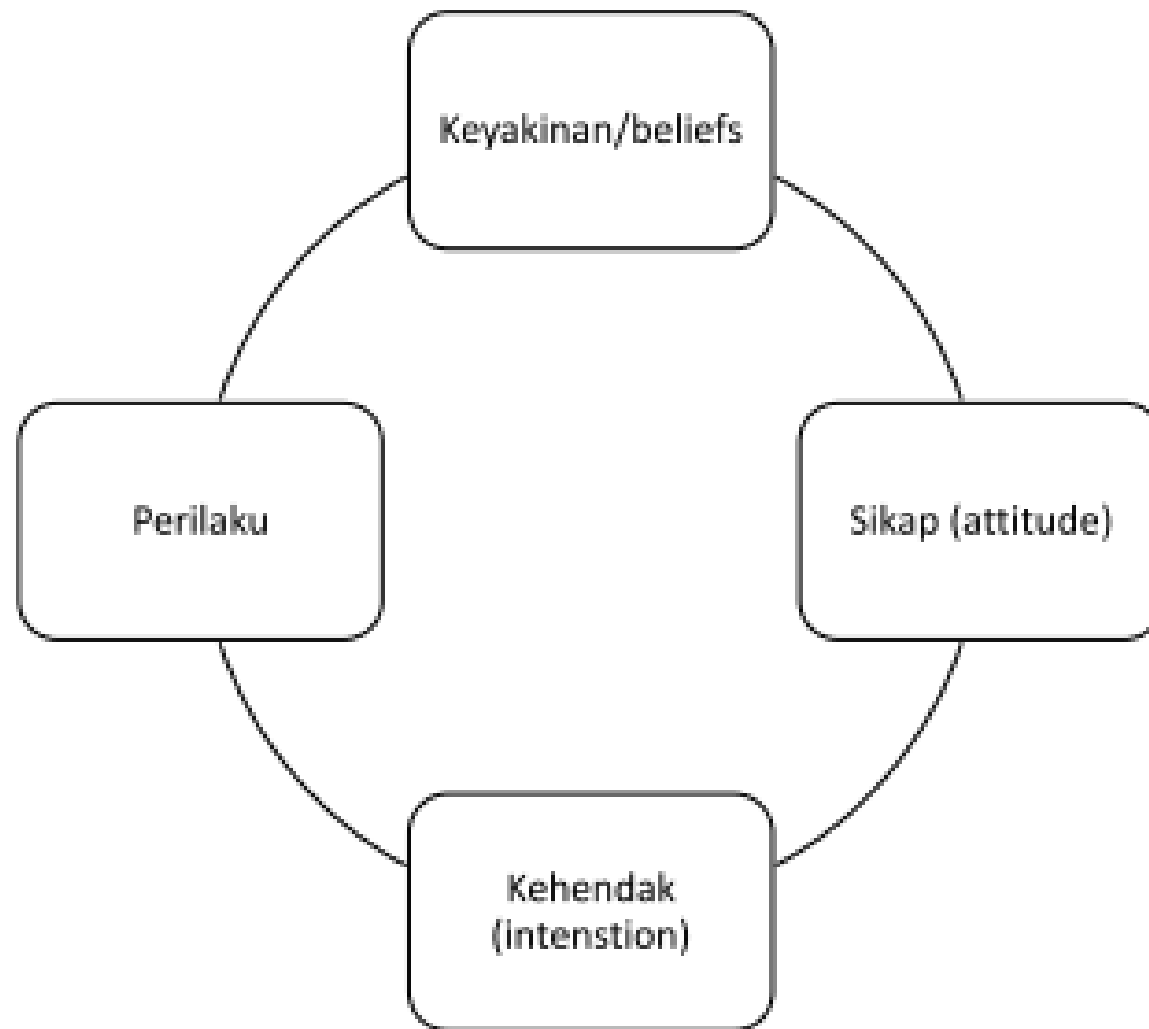 Keyakinan/beliefs
Perilaku
Sikap (attitude)
Kehendak
(intenstion)